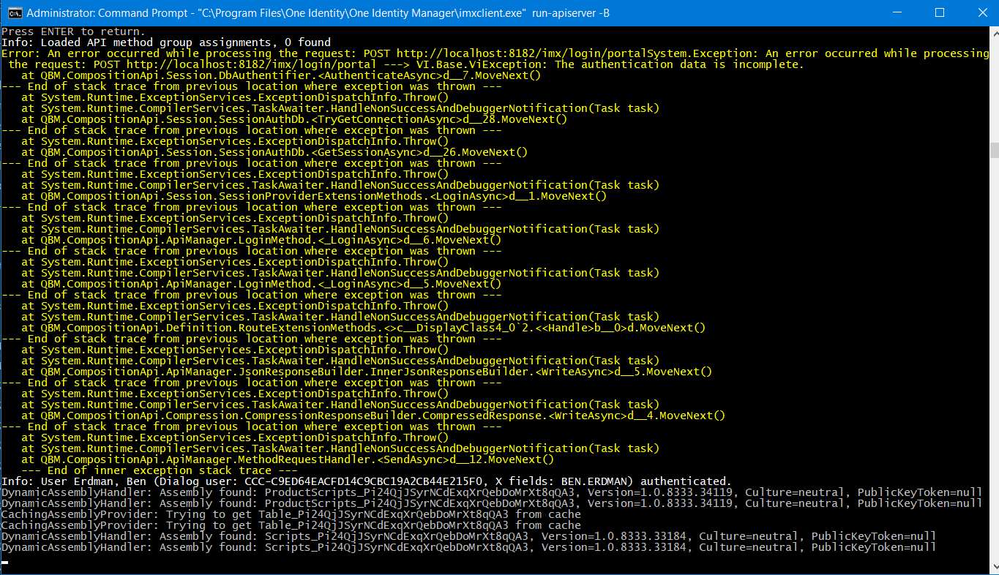 Administrator: Command Prompt - "C:\Program Files\One Identity\One Identity Manager\imxclient.exe" run-apiserver -B
Press ENTER to return.
Info: Loaded API method group assignments, 0 found
Error: An error occurred while processing the request: POST http://localhost:8182/imx/login/portalSystem.Exception: An error occurred while processing
the request: POST http://localhost:8182/imx/login/portal ---> VI.Base.ViException: The authentication data is incomplete.
at QBM.CompositionApi.Session.DbAuthentifier.<AuthenticateAsync>d__7.MoveNext()
--- End of stack trace from previous location where exception was thrown ---
at System.Runtime.ExceptionServices.ExceptionDispatchInfo.Throw()
at System.Runtime.CompilerServices.TaskAwaiter.HandleNonSuccessAndDebuggerNotification(Task task)
at QBM.CompositionApi.Session.SessionAuthDb.<TryGetConnectionAsync>d__28.MoveNext()
--- End of stack trace from previous location where exception was thrown ---
at System.Runtime.ExceptionServices.ExceptionDispatchInfo.Throw()
at QBM.CompositionApi.Session.SessionAuthDb.<GetSessionAsync>d__26.MoveNext()
--- End of stack trace from previous location where exception was thrown ---
at System.Runtime.ExceptionServices.ExceptionDispatchInfo.Throw()
at System.Runtime.CompilerServices.TaskAwaiter.HandleNonSuccessAndDebuggerNotification(Task task)
at QBM.CompositionApi.Session.SessionProviderExtensionMethods.<LoginAsync>d__1.MoveNext()
--- End of stack trace from previous location where exception was thrown ---
at System.Runtime.ExceptionServices.ExceptionDispatchInfo.Throw()
at System.Runtime.CompilerServices.TaskAwaiter.HandleNonSuccessAndDebuggerNotification(Task task)
at QBM.CompositionApi.ApiManager.LoginMethod.<_LoginAsync>d__6.MoveNext()
--- End of stack trace from previous location where exception was thrown ---
at System.Runtime.ExceptionServices.ExceptionDispatchInfo.Throw()
at System.Runtime.CompilerServices.TaskAwaiter.HandleNonSuccessAndDebuggerNotification(Task task)
at QBM.CompositionApi.ApiManager.LoginMethod.<_LoginAsync>d__5.MoveNext()
--- End of stack trace from previous location where exception was thrown ---
at System.Runtime.ExceptionServices.ExceptionDispatchInfo.Throw()
at System.Runtime.CompilerServices.TaskAwaiter.HandleNonSuccessAndDebuggerNotification(Task task)
at QBM.CompositionApi.Definition.RouteExtensionMethods.<>c__DisplayClass4_0`2.<<Handle>b__0>d.MoveNext()
--- End of stack trace from previous location where exception was thrown ---
at System.Runtime.ExceptionServices.ExceptionDispatchInfo.Throw()
at System.Runtime.CompilerServices.TaskAwaiter.HandleNonSuccessAndDebuggerNotification(Task task)
at QBM.CompositionApi.ApiManager.JsonResponseBuilder.InnerJsonResponseBuilder.<WriteAsync>d__5.MoveNext()
--- End of stack trace from previous location where exception was thrown ---
at System.Runtime.ExceptionServices.ExceptionDispatchInfo.Throw()
at System.Runtime.CompilerServices.TaskAwaiter.HandleNonSuccessAndDebuggerNotification(Task task)
at QBM.CompositionApi.Compression.CompressionResponseBuilder.CompressedResponse.<WriteAsync>d__4.MoveNext()
--- End of stack trace from previous location where exception was thrown ---
at System.Runtime.ExceptionServices.ExceptionDispatchInfo.Throw()
at System.Runtime.CompilerServices.TaskAwaiter.HandleNonSuccessAndDebuggerNotification(Task task)
at QBM.CompositionApi.ApiManager.MethodRequestHandler.<SendAsync>d__12.MoveNext()
--- End of inner exception stack trace ---
Info: User Erdman, Ben (Dialog user: CCC-C9ED64EACFD14C9CBC19A2CB44E215F0, X fields: BEN.ERDMAN) authenticated.
DynamicAssemblyHandler: Assembly found: ProductScripts_Pi24QjJSyrNCdExqXrQebDoMrXt8qQA3, Version=1.0.8333.34119, Culture=neutral, PublicKeyToken=null
DynamicAssemblyHandler: Assembly found: ProductScripts_Pi24QjJSyrNCdExqXrQebDoMrXt8qQA3, Version=1.0.8333.34119, Culture=neutral, PublicKeyToken=null
CachingAssemblyProvider: Trying to get Table_Pi24QjJSyrNCdExqXrQebDoMrXt8qQA3 from cache
CachingAssemblyProvider: Trying to get Table_Pi24QjJSyrNCdExqXrQebDoMrXt8qQA3 from cache
DynamicAssemblyHandler: Assembly found: Scripts_Pi24QjJSyrNCdExqXrQebDoMrXt8qQA3, Version=1.0.8333.33184, Culture=neutral, PublicKeyToken=null
DynamicAssemblyHandler: Assembly found: Scripts_Pi24QjJSyrNCdExqXrQebDoMrXt8qQA3, Version=1.0.8333.33184, Culture=neutral, PublicKeyToken=null